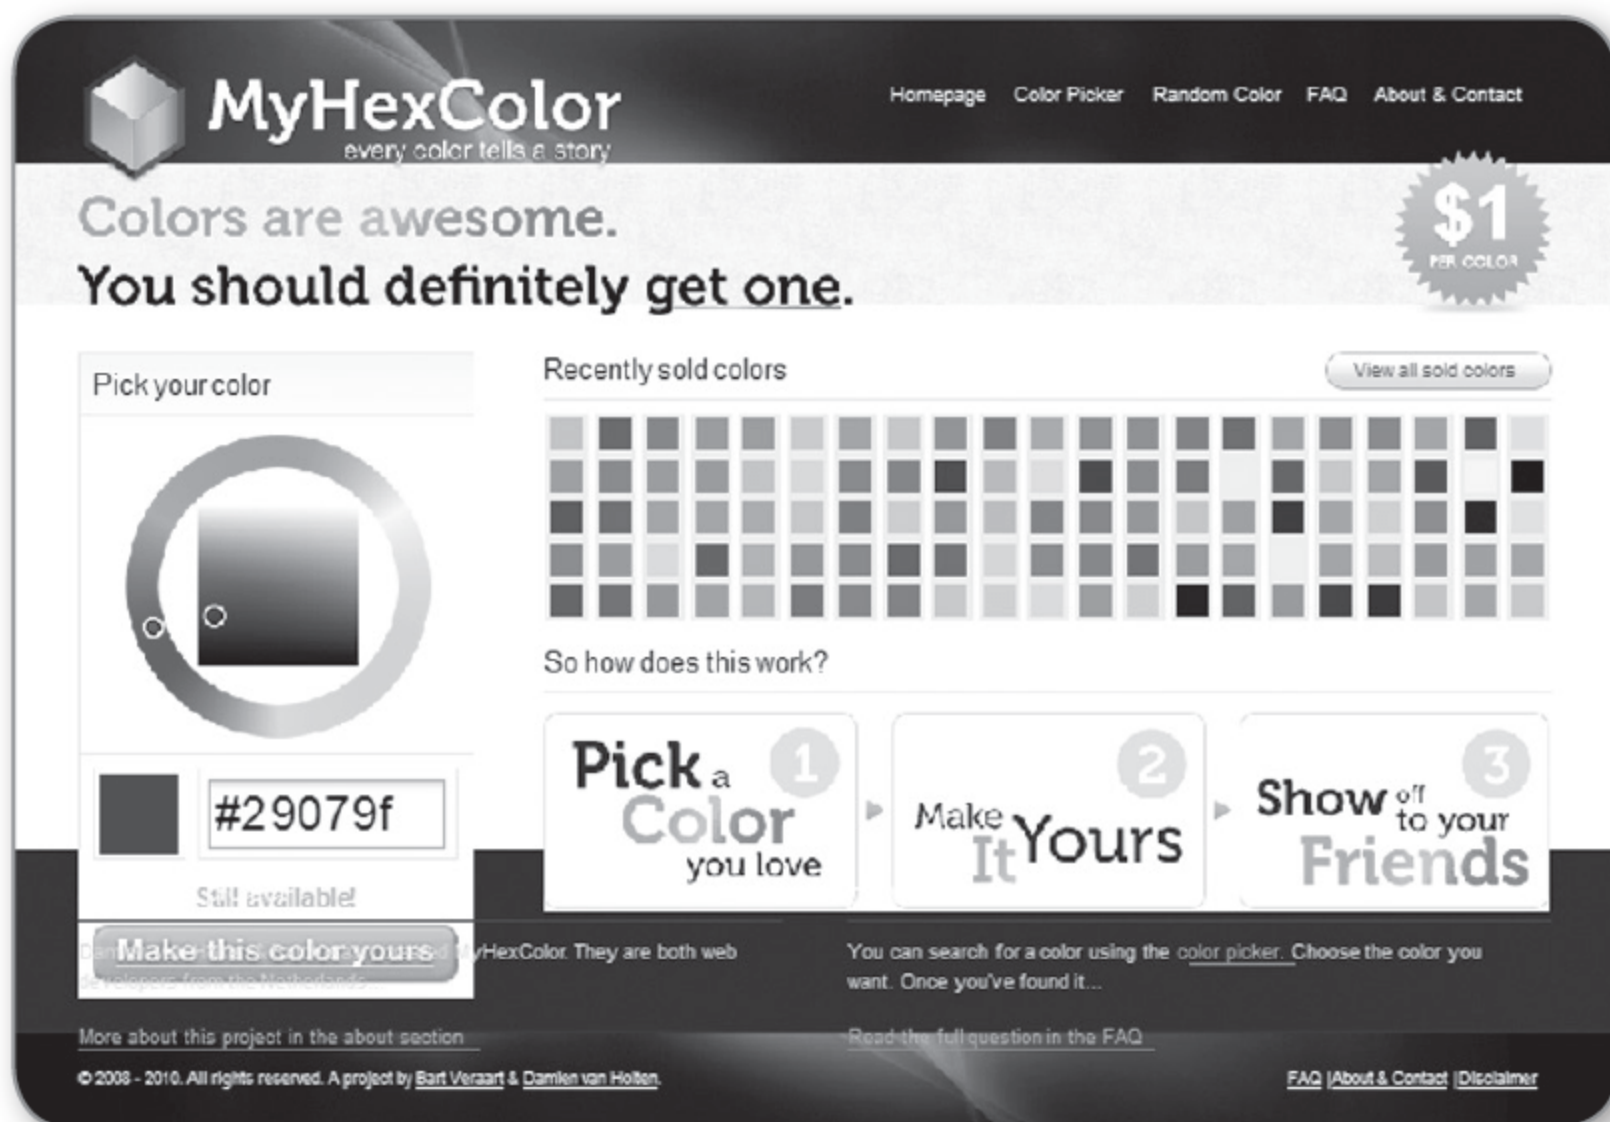 MyHexColor
every color tells a story
Homepage Color Picker Random Color FAQ About & Contact
Colors are awesome.
You should definitely get one.
$1
PER COLOR
Pick your color
#29079f
Still available!
Make this color yours
Recently sold colors
View all sold colors
So how does this work?
1
Pick a
Color
you love
2
Make
It Yours
3
Show off
to your
Friends
MyHexColor. They are both web
developers from the Netherlands...
More about this project in the about section
You can search for a color using the color picker. Choose the color you
want. Once you've found it...
Read the full question in the FAQ
© 2008 - 2010. All rights reserved. A project by Bart Veraart & Damien van Holten.
FAQ | About & Contact | Disclaimer